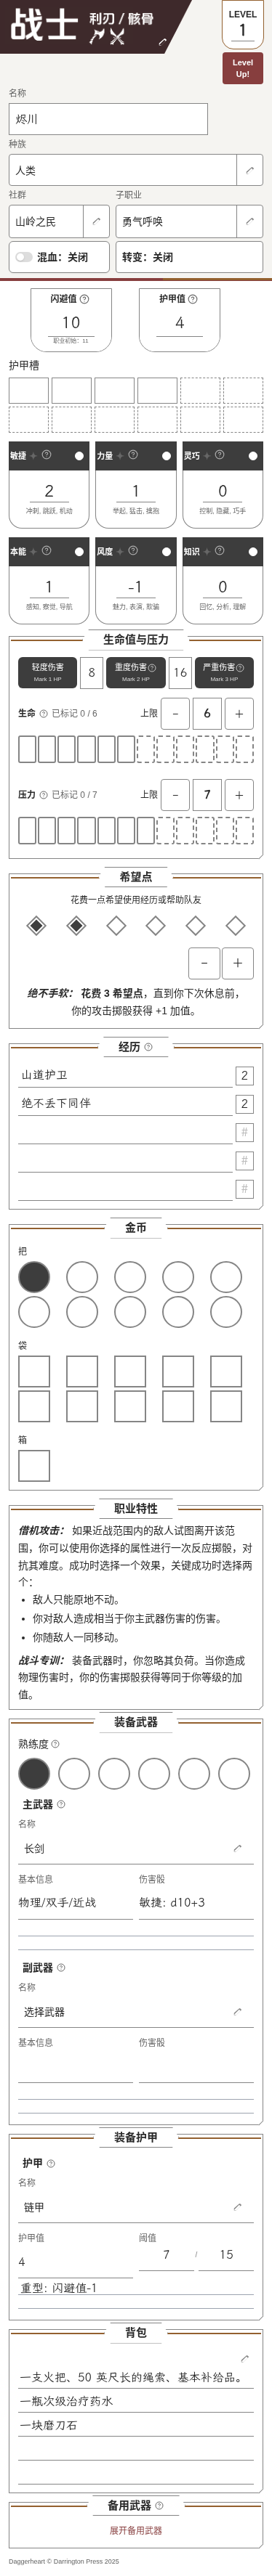 战士 利刃 / 骸骨
LEVEL
1
Level Up!
名称
烬川
种族
人类
社群 子职业
山岭之民 勇气呼唤
混血：关闭 转变：关闭
闪避值 护甲值
10 4
职业初始：11
护甲槽
敏捷 力量 灵巧
2 1 0
冲刺, 跳跃, 机动 举起, 猛击, 擒抱 控制, 隐藏, 巧手
本能 风度 知识
1 -1 0
感知, 察觉, 导航 魅力, 表演, 欺骗 回忆, 分析, 理解
生命值与压力
轻度伤害 8 重度伤害 16 严重伤害
Mark 1 HP Mark 2 HP Mark 3 HP
生命 已标记 0 / 6 上限 - 6 +
压力 已标记 0 / 7 上限 - 7 +
希望点
花费一点希望使用经历或帮助队友
- +
绝不手软： 花费 3 希望点，直到你下次休息前，
你的攻击掷骰获得 +1 加值。
经历
山道护卫 2
绝不丢下同伴 2
#
#
#
金币
把
袋
箱
职业特性
借机攻击： 如果近战范围内的敌人试图离开该范
围，你可以使用你选择的属性进行一次反应掷骰，对
抗其难度。成功时选择一个效果，关键成功时选择两
个：
• 敌人只能原地不动。
• 你对敌人造成相当于你主武器伤害的伤害。
• 你随敌人一同移动。
战斗专训： 装备武器时，你忽略其负荷。当你造成
物理伤害时，你的伤害掷骰获得等同于你等级的加
值。
装备武器
熟练度
主武器
名称
长剑
基本信息 伤害骰
物理/双手/近战 敏捷: d10+3
副武器
名称
选择武器
基本信息 伤害骰
装备护甲
护甲
名称
链甲
护甲值 阈值
4 7 / 15
重型: 闪避值-1
背包
一支火把、50 英尺长的绳索、基本补给品。
一瓶次级治疗药水
一块磨刀石
备用武器
展开备用武器
Daggerheart © Darrington Press 2025